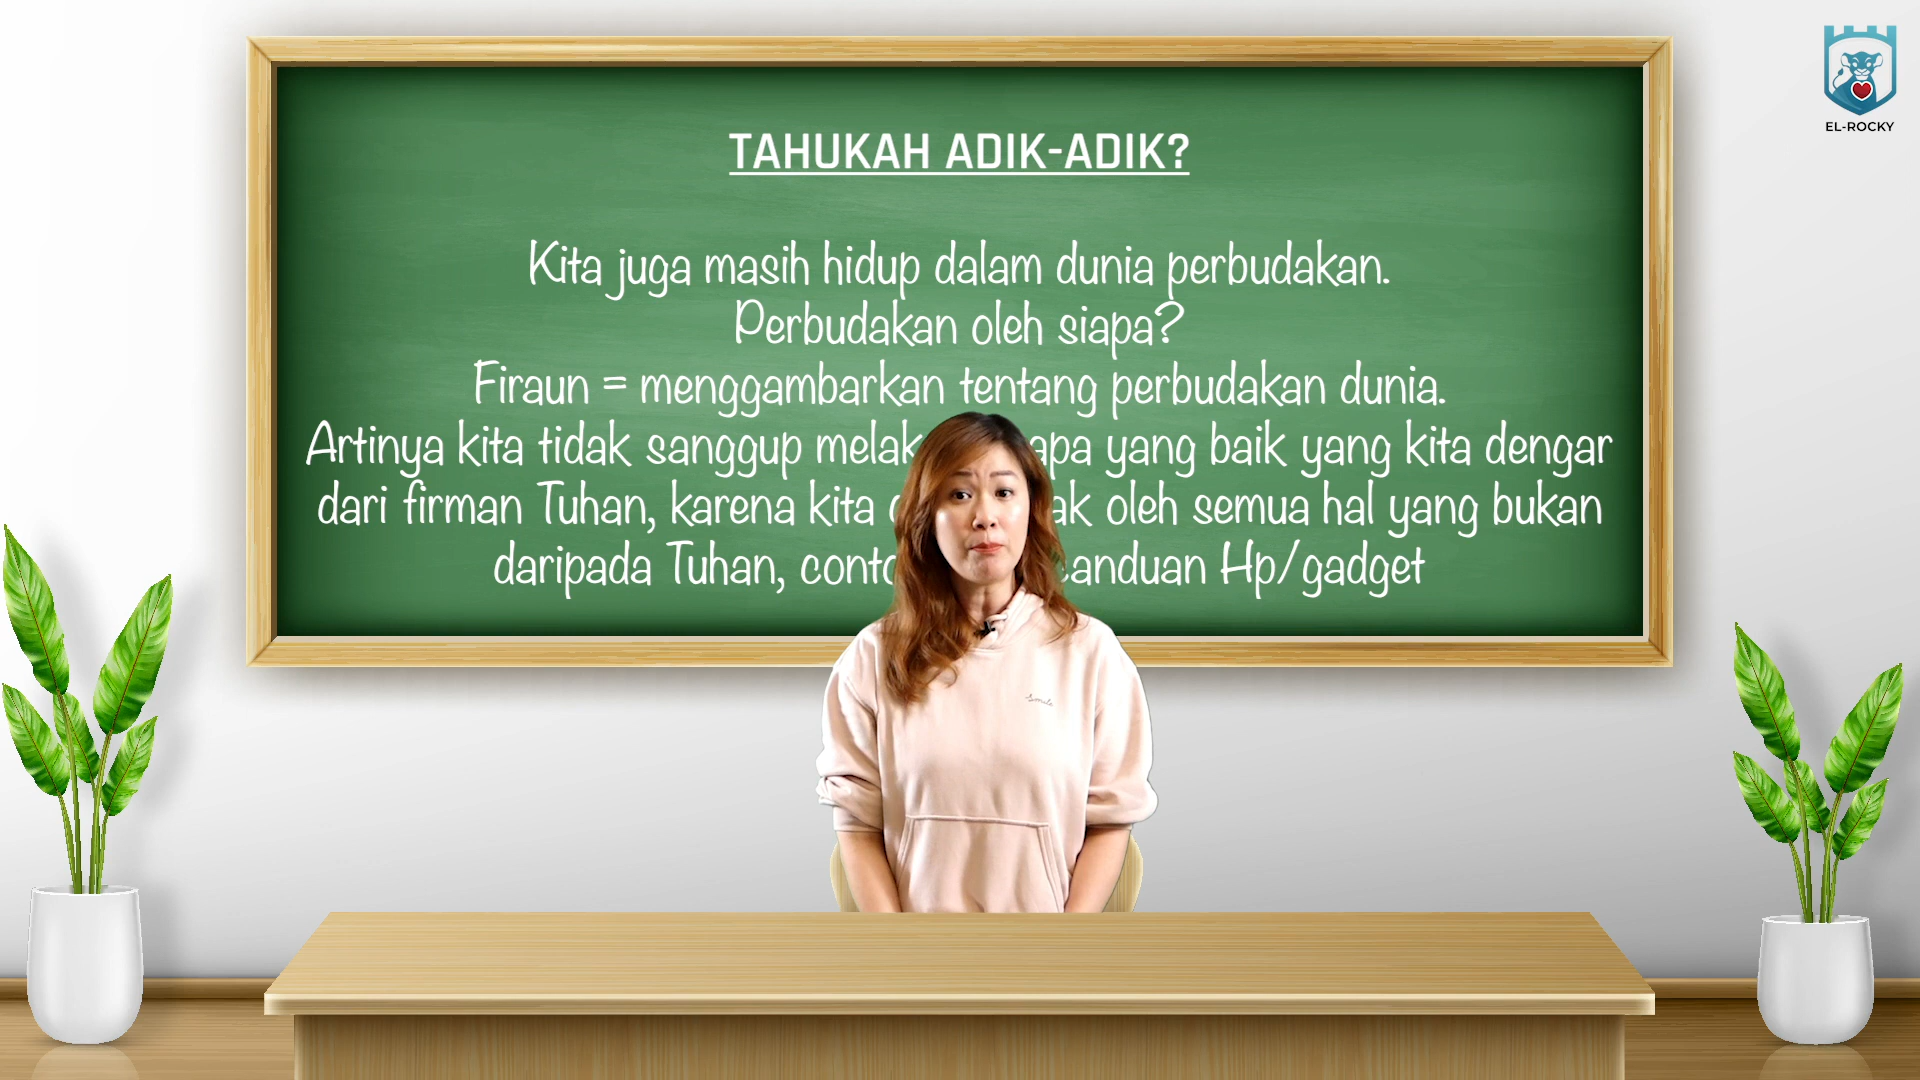 EL-ROCKY
TAHUKAH ADIK-ADIK?
Kita juga masih hidup dalam dunia perbudakan.
Perbudakan oleh siapa?
Firaun = menggambarkan tentang perbudakan dunia.
Artinya kita tidak sanggup apa yang baik yang kita dengar
dari firman Tuhan, karena kita oleh semua hal yang bukan
daripada Tuhan, Hp/gadget
Smile